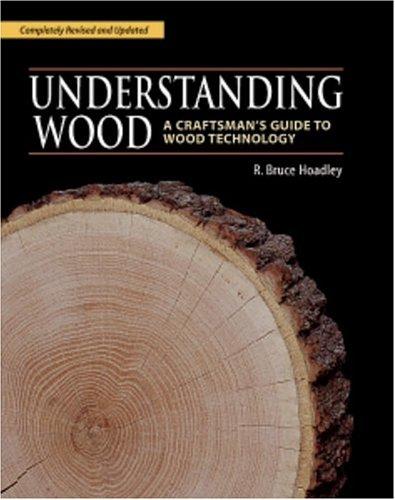 Completely Revised and Updated
UNDERSTANDING
WOOD
A CRAFTSMAN'S GUIDE TO
WOOD TECHNOLOGY
R. Bruce Hoadley